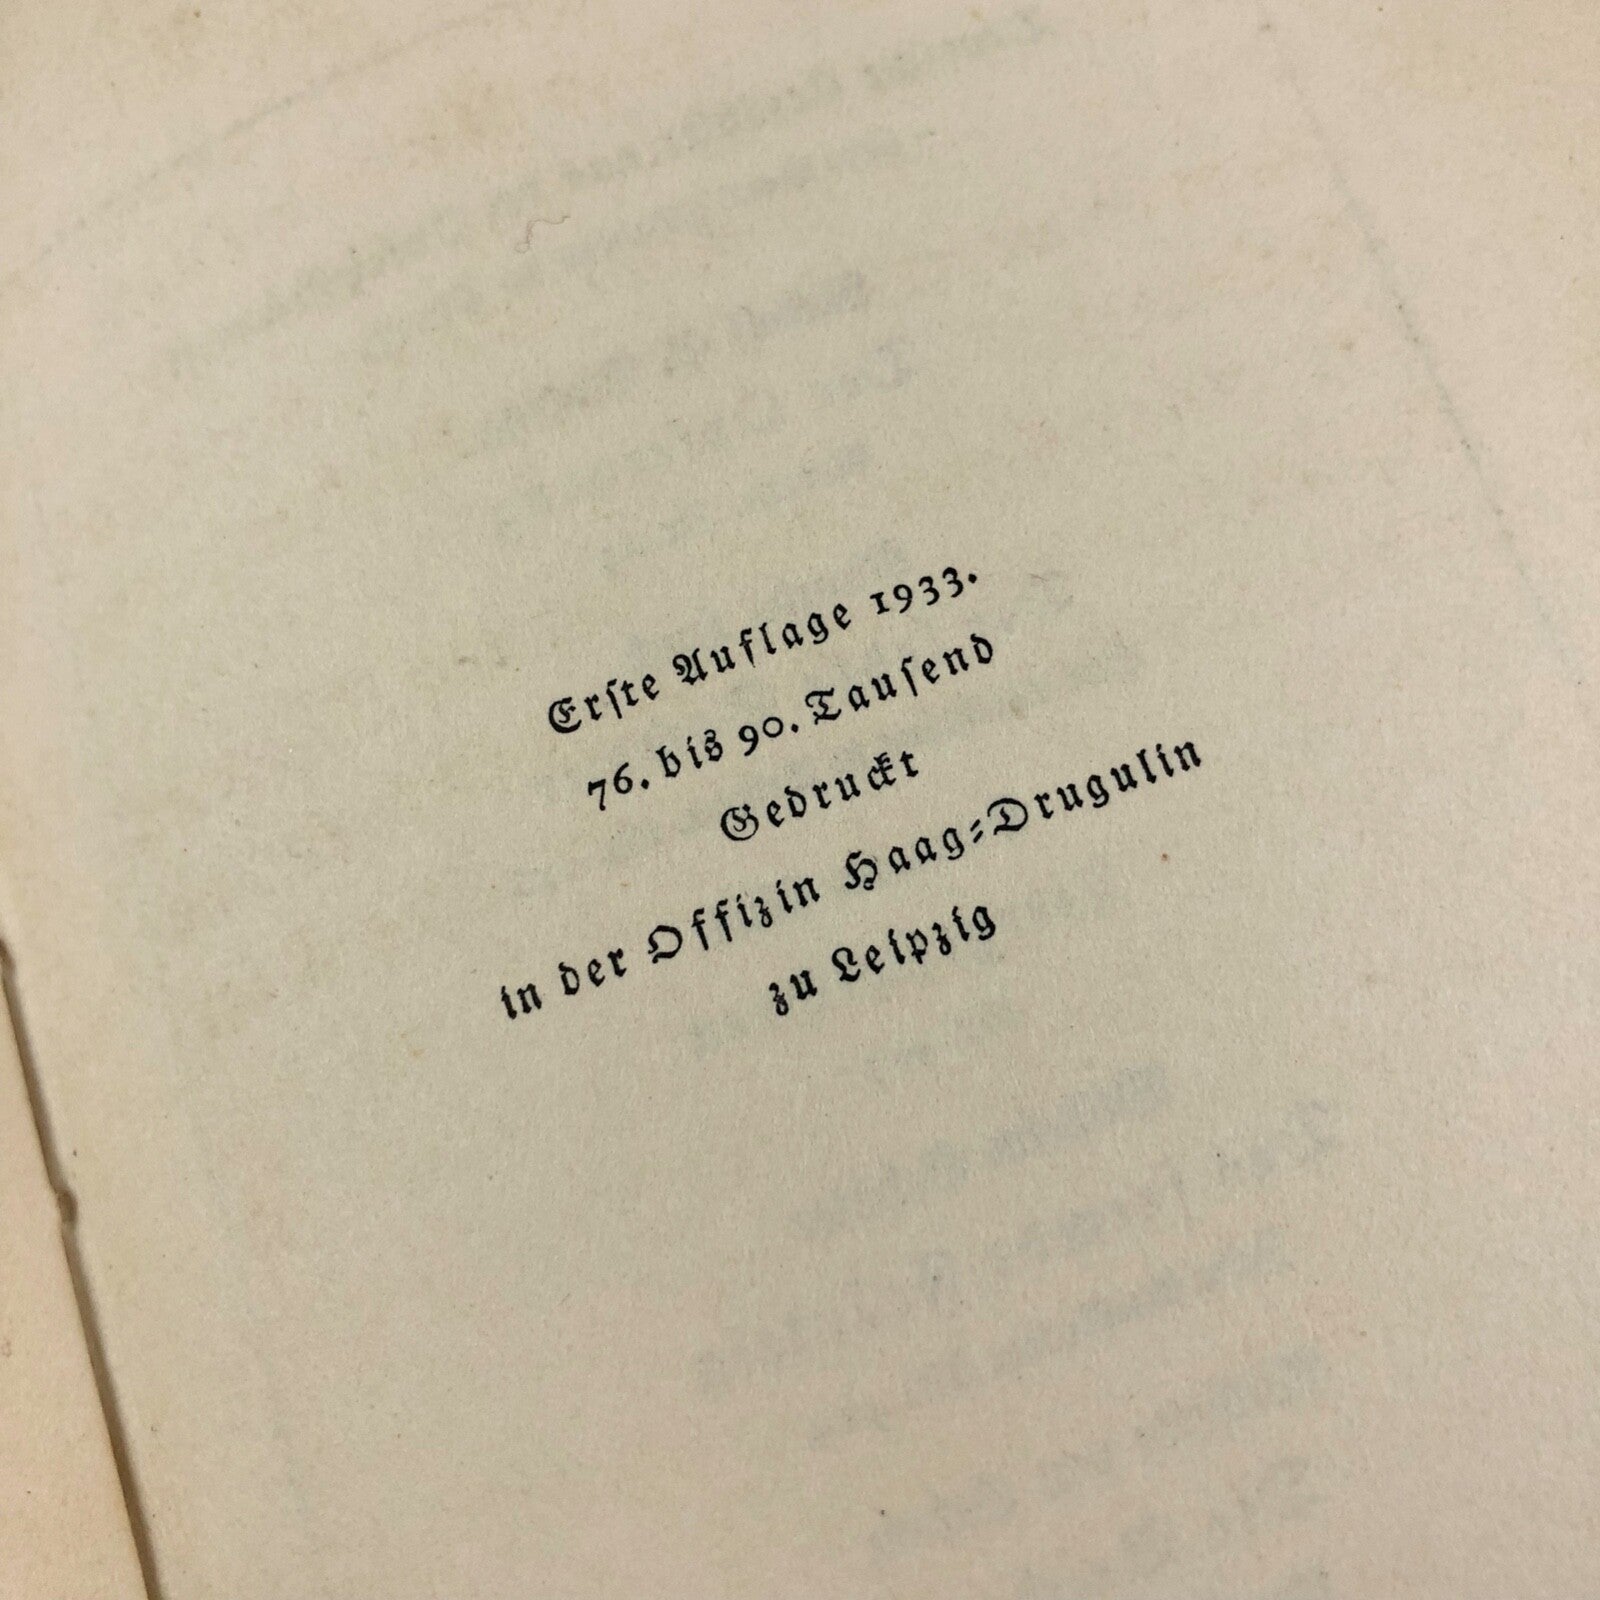 Erſte Auflage 1933.
76. bis 90. Tauſend
Gedruckt
in der Offizin Haag-Drugulin
zu Leipzig